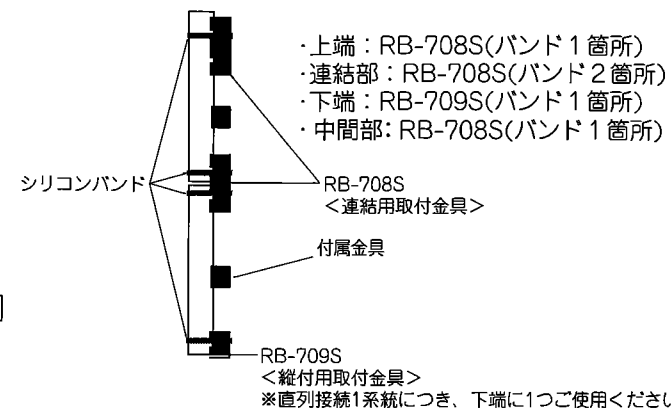 ・上端：RB-708S(バンド1箇所)
・連結部：RB-708S(バンド2箇所)
・下端：RB-709S(バンド1箇所)
・中間部：RB-708S(バンド1箇所)
シリコンバンド
RB-708S
<連結用取付金具>
付属金具
RB-709S
<縦付用取付金具>
※直列接続1系統につき、下端に1つご使用くださ